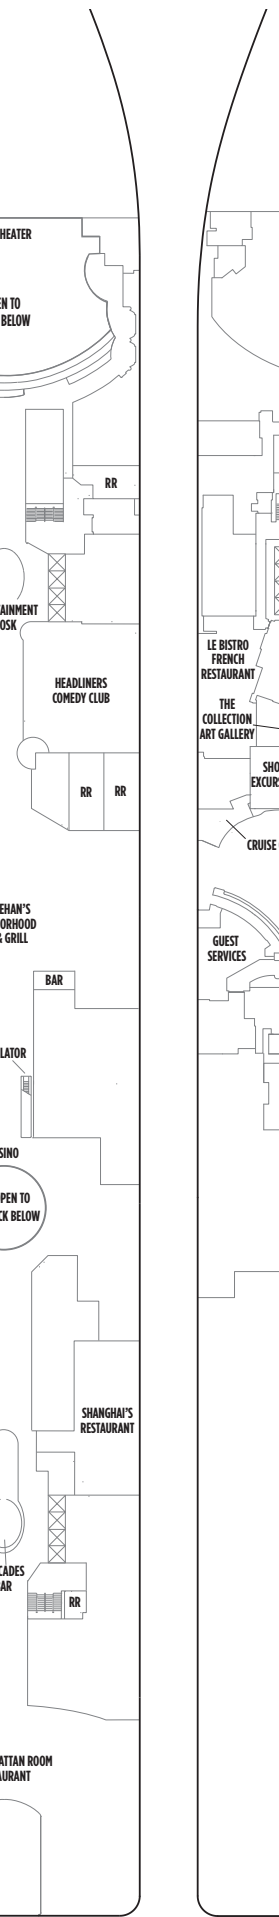 HEATER
EN TO
BELOW
RR
AINMENT
OSK
HEADLINERS
COMEDY CLUB
RR
RR
EHAN'S
ORHOOD
& GRILL
BAR
LATOR
SINO
PEN TO
CK BELOW
SHANGHAI'S
RESTAURANT
CADES
AR
RR
ATTAN ROOM
AURANT
LE BISTRO
FRENCH
RESTAURANT
THE
COLLECTION
ART GALLERY
SHO
EXCURS
CRUISE
GUEST
SERVICES